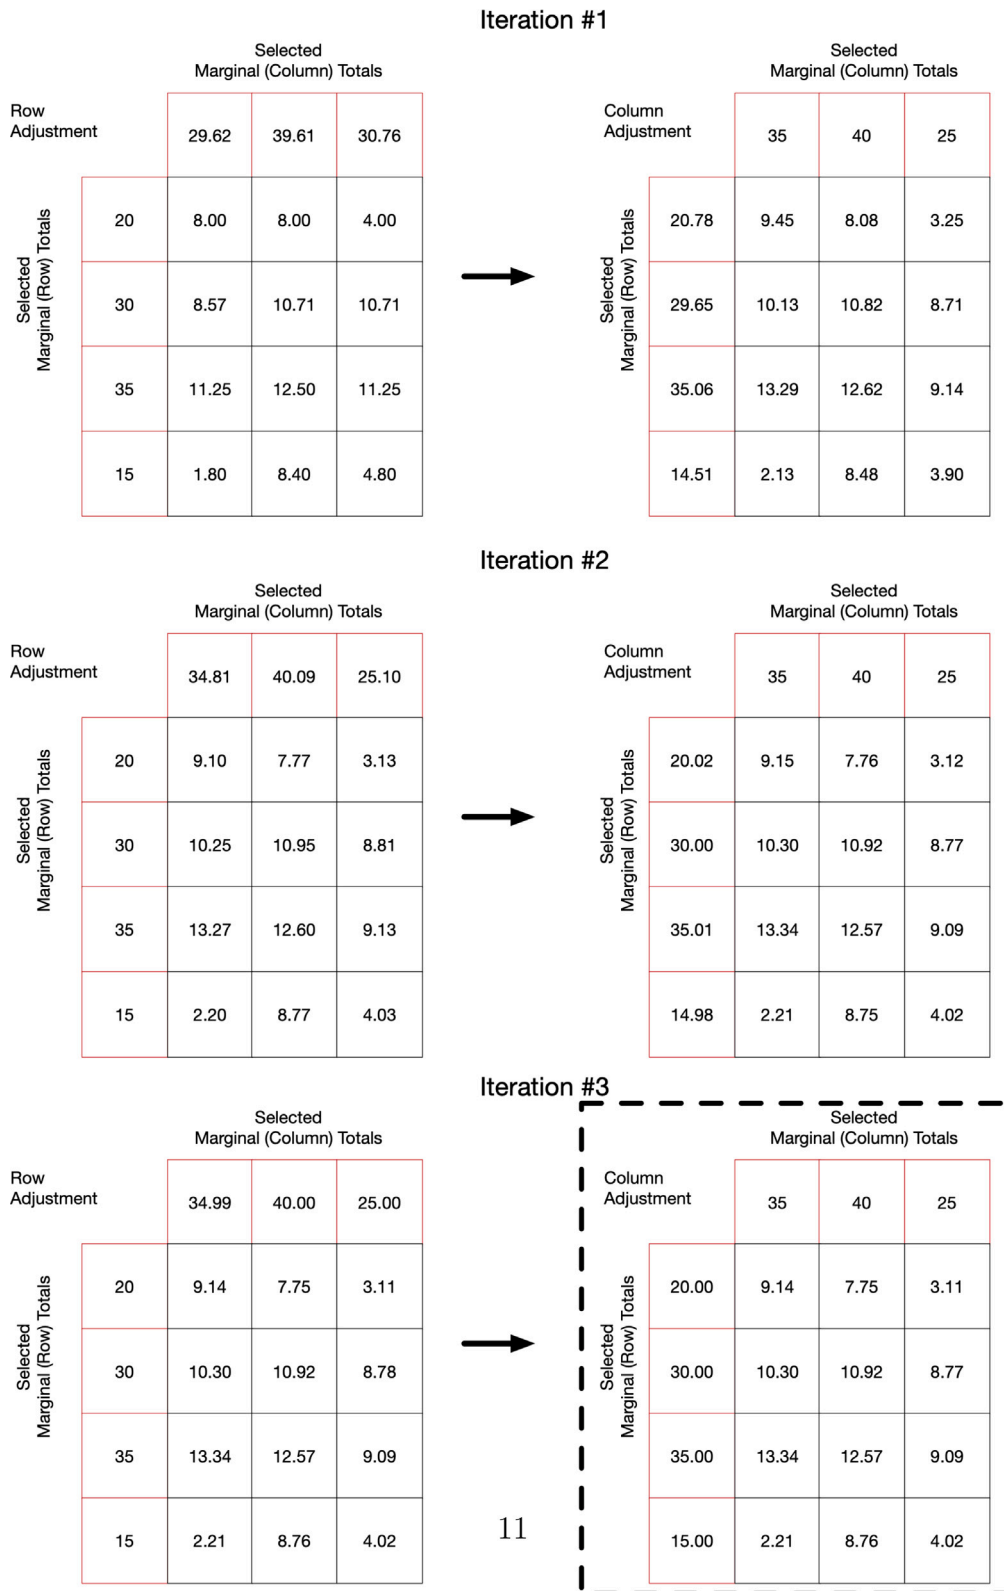 Iteration #1
Selected
Marginal (Column) Totals
Row
Adjustment
29.62 39.61 30.76
Selected
Marginal (Row) Totals
20 8.00 8.00 4.00
30 8.57 10.71 10.71
35 11.25 12.50 11.25
15 1.80 8.40 4.80
Selected
Marginal (Column) Totals
Column
Adjustment
35 40 25
Selected
Marginal (Row) Totals
20.78 9.45 8.08 3.25
29.65 10.13 10.82 8.71
35.06 13.29 12.62 9.14
14.51 2.13 8.48 3.90
Iteration #2
Selected
Marginal (Column) Totals
Row
Adjustment
34.81 40.09 25.10
Selected
Marginal (Row) Totals
20 9.10 7.77 3.13
30 10.25 10.95 8.81
35 13.27 12.60 9.13
15 2.20 8.77 4.03
Selected
Marginal (Column) Totals
Column
Adjustment
35 40 25
Selected
Marginal (Row) Totals
20.02 9.15 7.76 3.12
30.00 10.30 10.92 8.77
35.01 13.34 12.57 9.09
14.98 2.21 8.75 4.02
Iteration #3
Selected
Marginal (Column) Totals
Row
Adjustment
34.99 40.00 25.00
Selected
Marginal (Row) Totals
20 9.14 7.75 3.11
30 10.30 10.92 8.78
35 13.34 12.57 9.09
15 2.21 8.76 4.02
Selected
Marginal (Column) Totals
Column
Adjustment
35 40 25
Selected
Marginal (Row) Totals
20.00 9.14 7.75 3.11
30.00 10.30 10.92 8.77
35.00 13.34 12.57 9.09
15.00 2.21 8.76 4.02
11